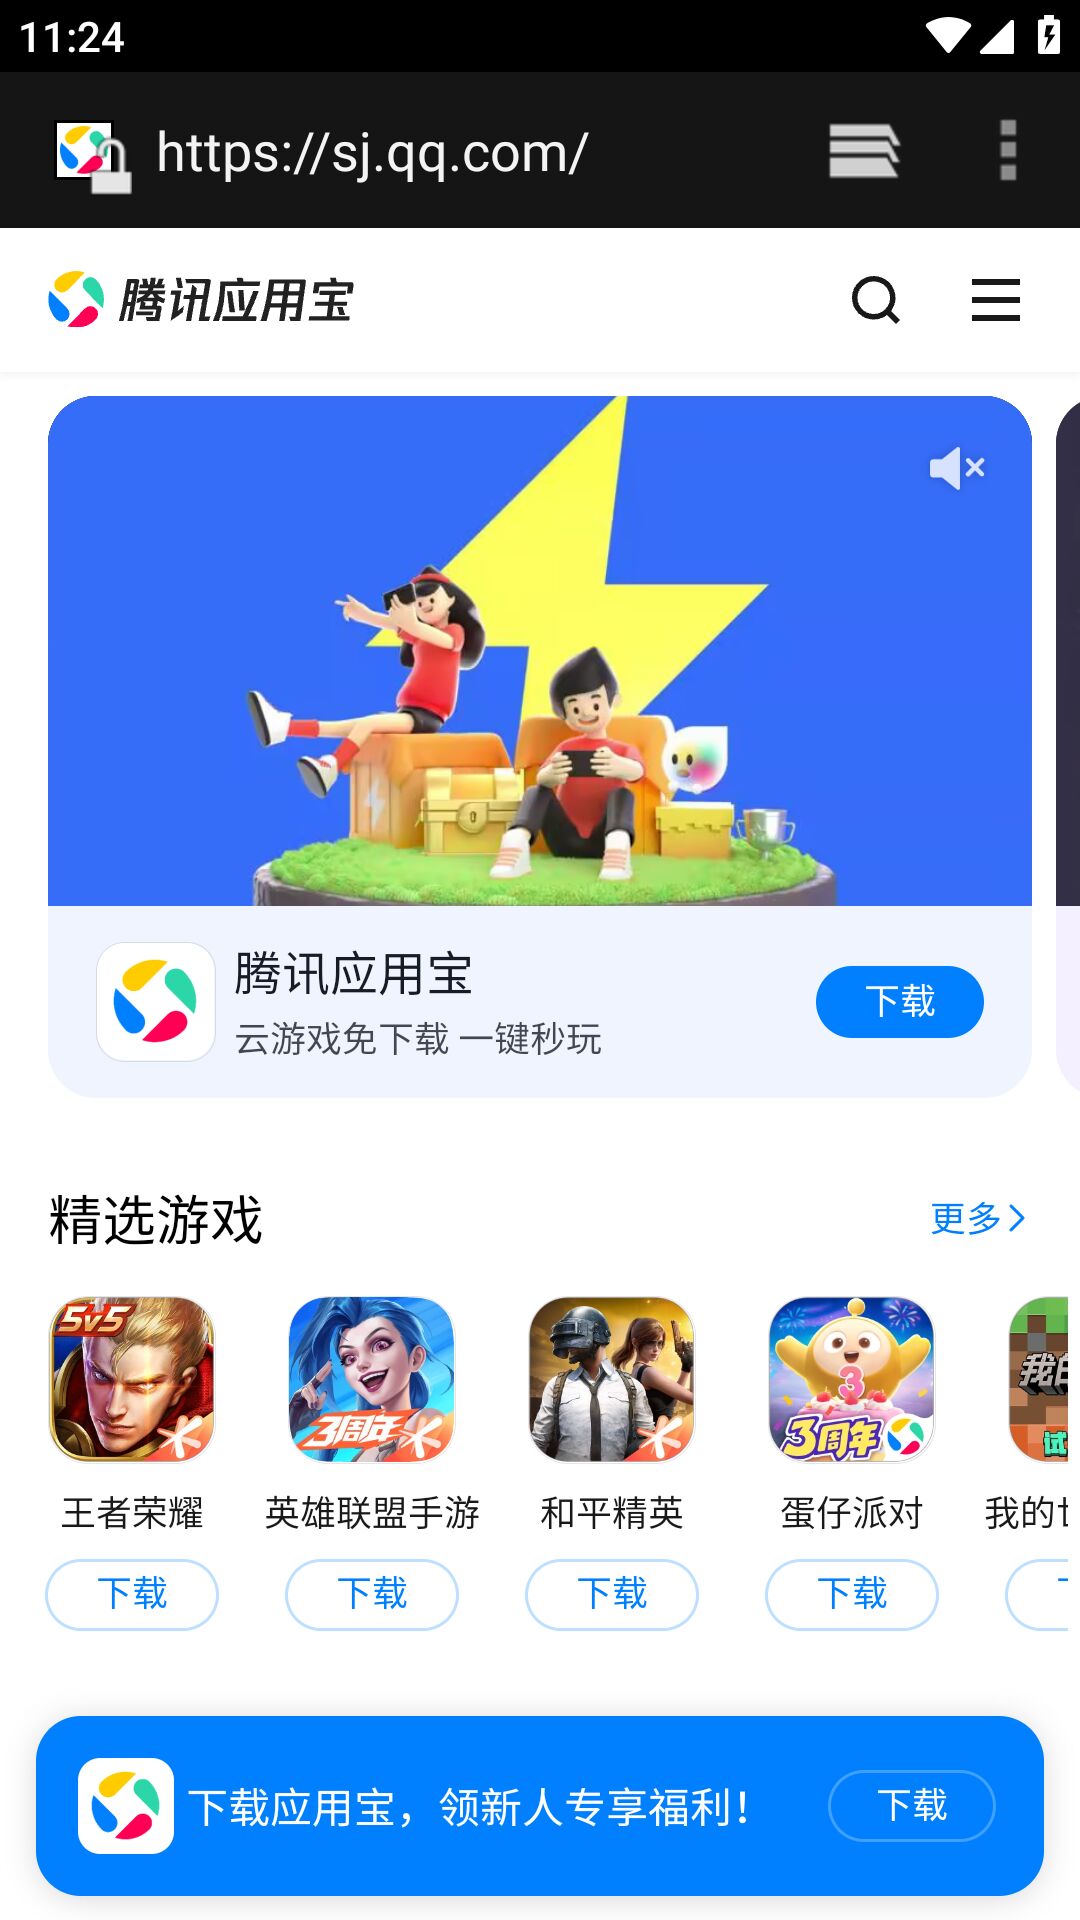 11:24
https://sj.qq.com/
腾讯应用宝
腾讯应用宝
云游戏免下载 一键秒玩
下载
精选游戏
更多
5v5
3周年
3
3周年
我的
试
王者荣耀
英雄联盟手游
和平精英
蛋仔派对
我的
下载
下载
下载
下载
下载应用宝，领新人专享福利！
下载